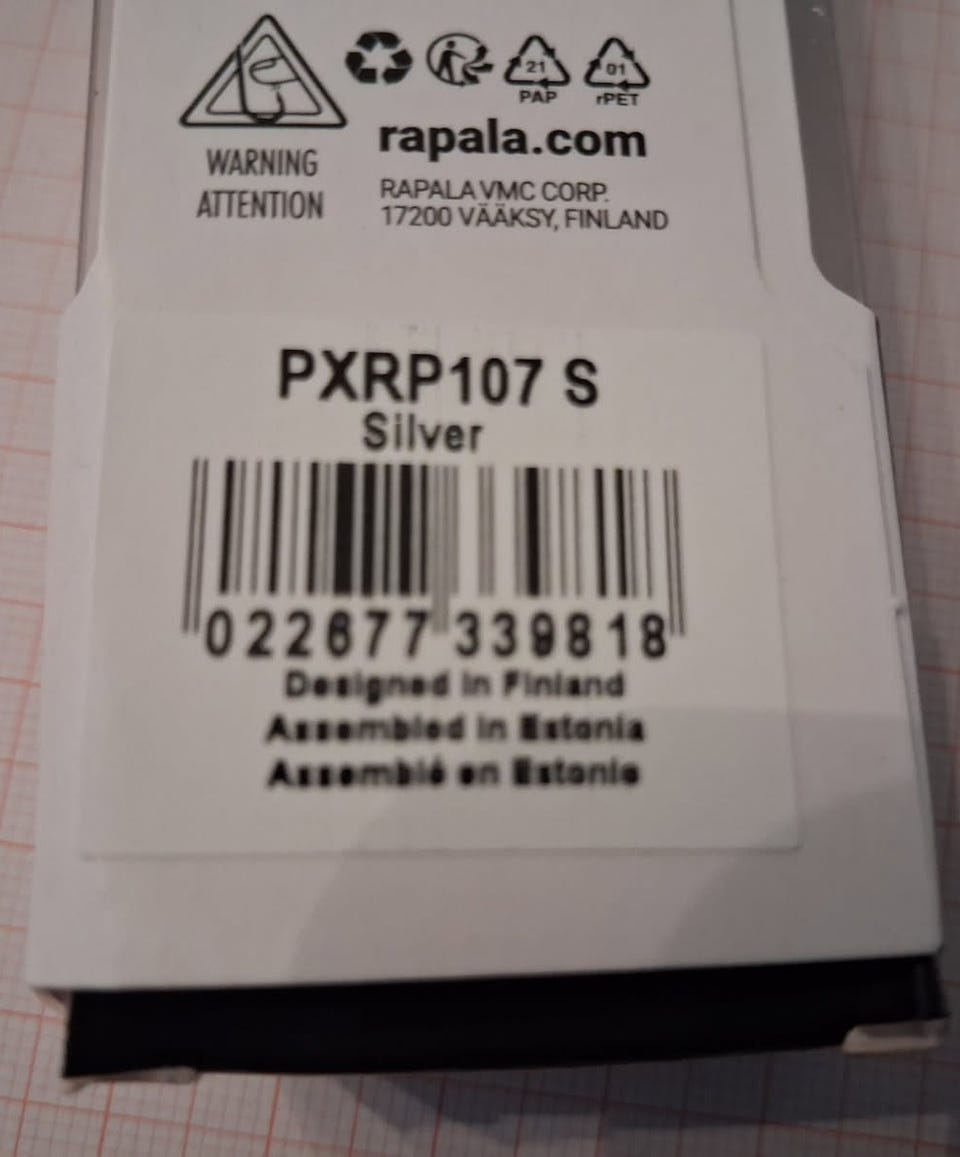 21
01
PAP
rPET
rapala.com
WARNING
ATTENTION
RAPALA VMC CORP.
17200 VÄÄKSY, FINLAND
PXRP107 S
Silver
022677 339818
Designed in Finland
Assembled in Estonia
Assemblé en Estonie